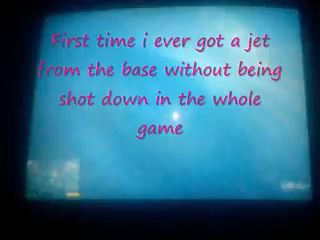 First time i ever got a jet
from the base without being
shot down in the whole
game